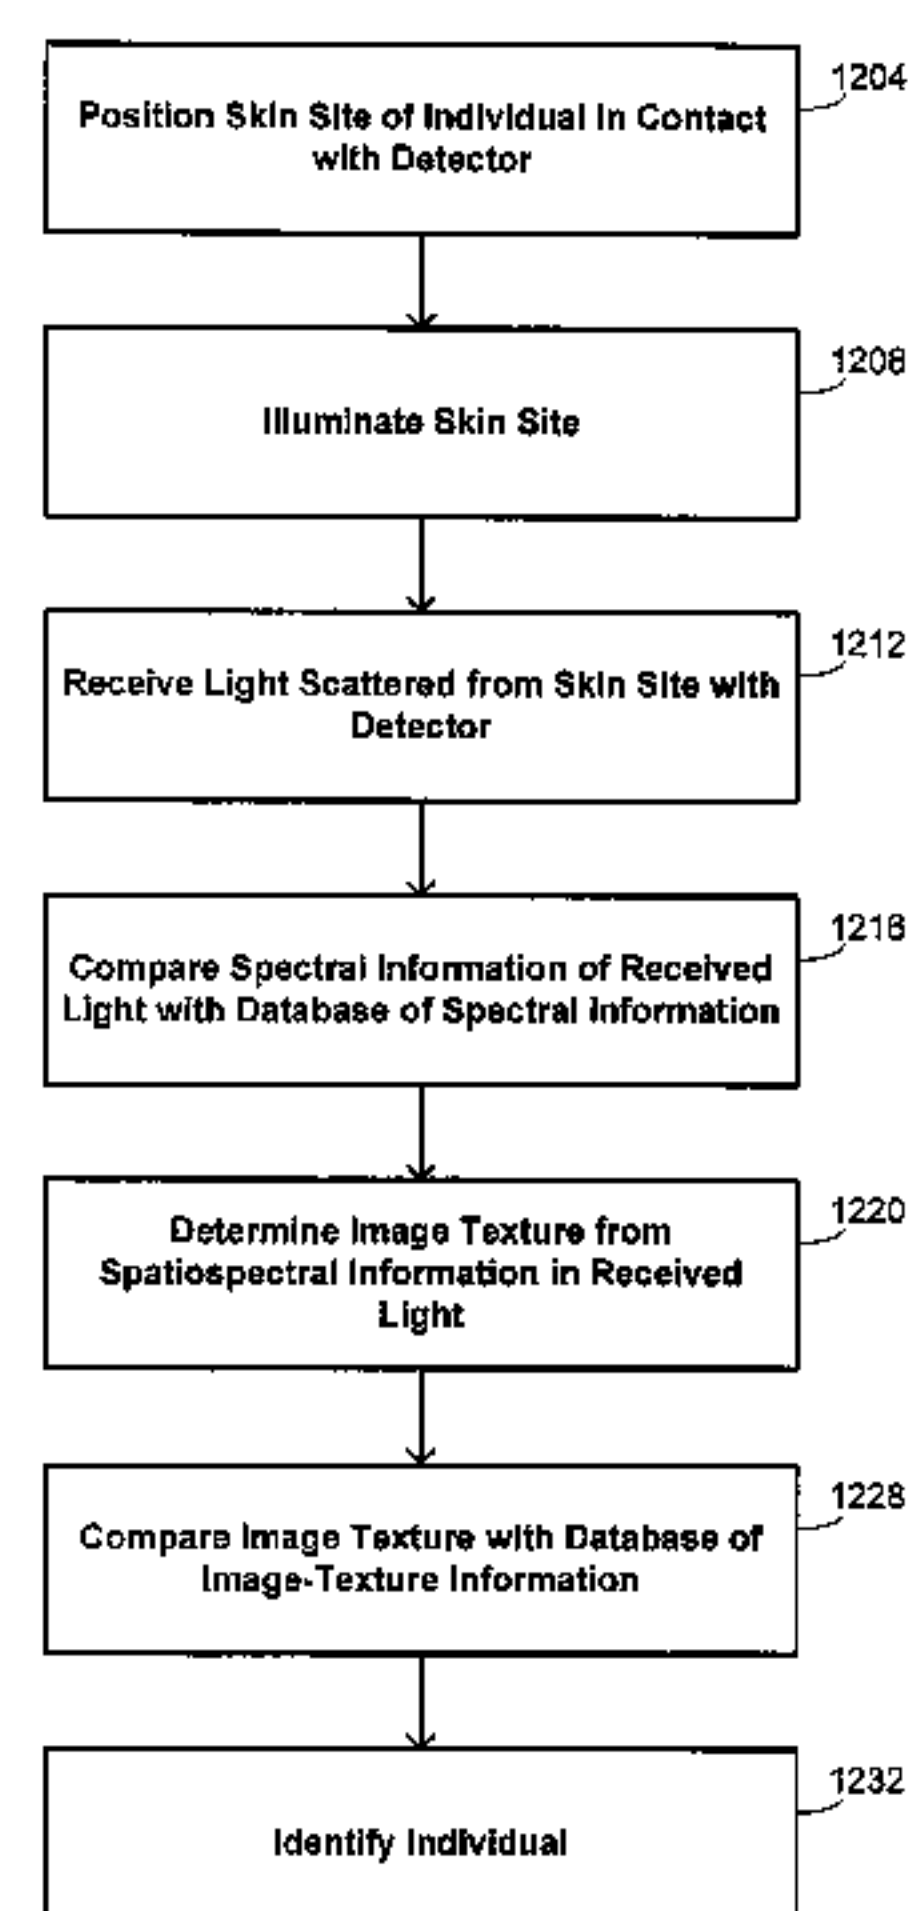 Position Skin Site of Individual in Contact
with Detector
1204
Illuminate Skin Site
1208
Receive Light Scattered from Skin Site with
Detector
1212
Compare Spectral Information of Received
Light with Database of Spectral Information
1216
Determine Image Texture from
Spatiospectral Information in Received
Light
1220
Compare Image Texture with Database of
Image-Texture Information
1228
Identify Individual
1232